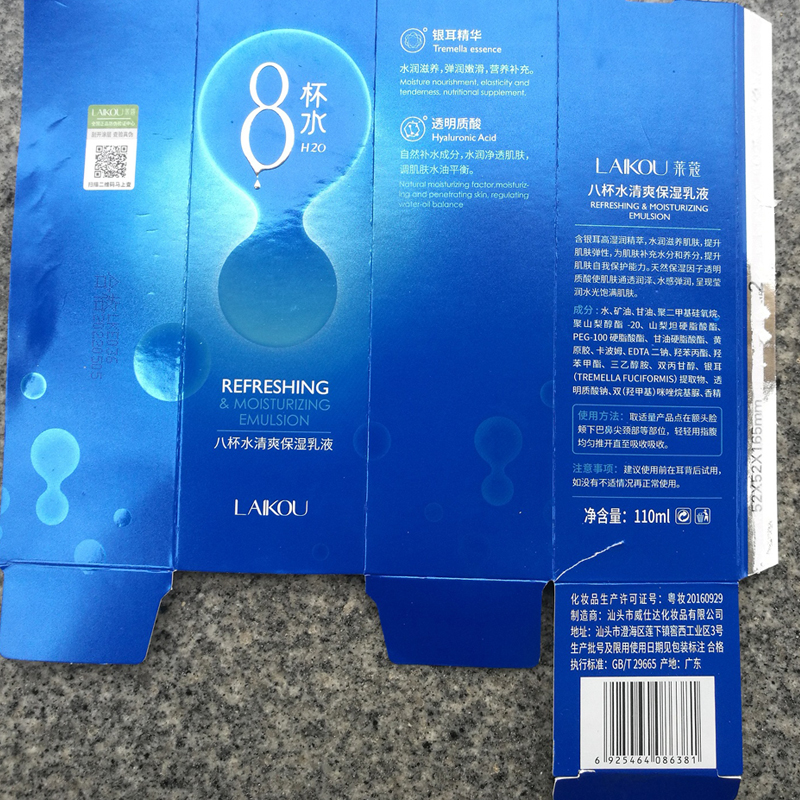 LAIKOU
8
杯
水
H2O
REFRESHING
& MOISTURIZING
EMULSION
八杯水清爽保湿乳液
LAIKOU
银耳精华
Tremella essence
水润滋养，弹润嫩滑，营养补充。
Moisture nourishment, elasticity and
tenderness, nutritional supplement.
透明质酸
Hyaluronic Acid
自然补水成分，水润净透肌肤，
调肌肤水油平衡。
Natural moisturizing factor,moisturiz-
ing and penetrating skin, regulating
water-oil balance
LAIKOU 莱蔻
八杯水清爽保湿乳液
REFRESHING & MOISTURIZING
EMULSION
含银耳高湿润精萃，水润滋养肌肤，提升
肌肤弹性，为肌肤补充水分和养分，提升
肌肤自我保护能力。天然保湿因子透明
质酸使肌肤通透润泽、水感弹润，呈现莹
润水光饱满肌肤。
成分：水、矿油、甘油、聚二甲基硅氧烷、
聚山梨醇酯 -20、山梨坦硬脂酸酯、
PEG-100 硬脂酸酯、甘油硬脂酸酯、黄
原胶、卡波姆、EDTA 二钠、羟苯丙酯、羟
苯甲酯、三乙醇胺、双丙甘醇、银耳
(TREMELLA FUCIFORMIS) 提取物、透
明质酸钠、双(羟甲基)咪唑烷基脲、香精
使用方法：取适量产品点在额头脸
颊下巴鼻尖颈部等部位，轻轻用指腹
均匀推开直至吸收吸收。
注意事项：建议使用前在耳背后试用，
如没有不适情况再正常使用。
净含量：110ml
52X52X165mm
2
化妆品生产许可证号：粤妆20160929
制造商：汕头市威仕达化妆品有限公司
地址：汕头市澄海区莲下镇窖西工业区3号
生产批号及限用使用日期见包装标注 合格
执行标准：GB/T 29665 产地：广东
6 925464 086381